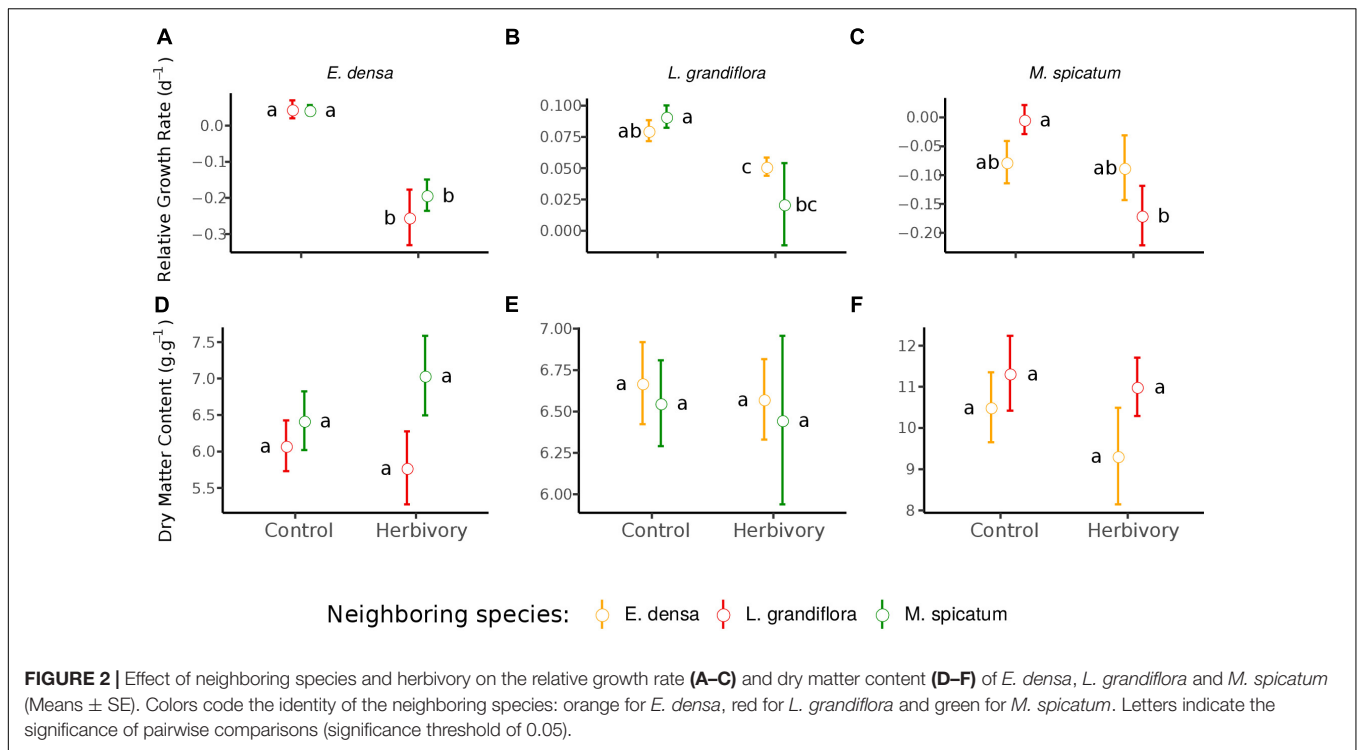 A
B
C
E. densa
L. grandiflora
M. spicatum
Relative Growth Rate (d⁻¹)
0.0
−0.1
−0.2
−0.3
a
a
b
b
0.100
0.075
0.050
0.025
0.000
ab
a
c
bc
0.00
−0.05
−0.10
−0.15
−0.20
ab
a
ab
b
D
E
F
Dry Matter Content (g.g⁻¹)
7.5
7.0
6.5
6.0
5.5
a
a
a
a
7.00
6.75
6.50
6.25
6.00
a
a
a
a
12
11
10
9
8
a
a
a
a
Control
Herbivory
Control
Herbivory
Control
Herbivory
Neighboring species: E. densa L. grandiflora M. spicatum
FIGURE 2 | Effect of neighboring species and herbivory on the relative growth rate (A–C) and dry matter content (D–F) of E. densa, L. grandiflora and M. spicatum
(Means ± SE). Colors code the identity of the neighboring species: orange for E. densa, red for L. grandiflora and green for M. spicatum. Letters indicate the
significance of pairwise comparisons (significance threshold of 0.05).